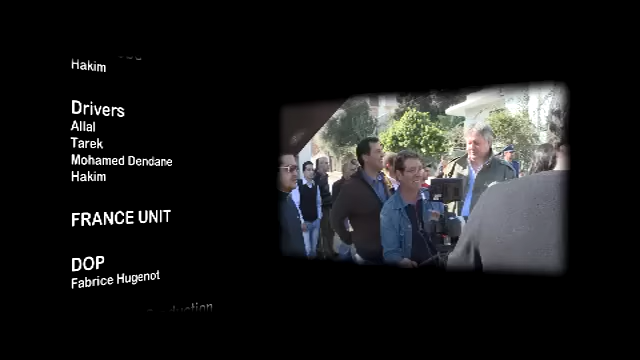 Hakim
Drivers
Allal
Tarek
Mohamed Dendane
Hakim
FRANCE UNIT
DOP
Fabrice Hugenot